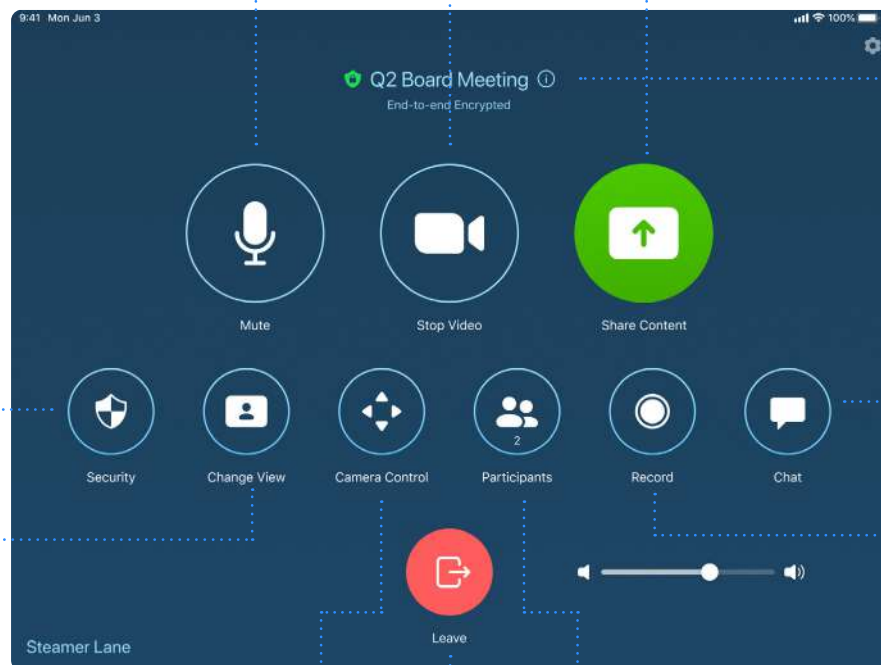 9:41 Mon Jun 3
100%
Q2 Board Meeting
End-to-end Encrypted
Mute
Stop Video
Share Content
2
Security
Change View
Camera Control
Participants
Record
Chat
Leave
Steamer Lane